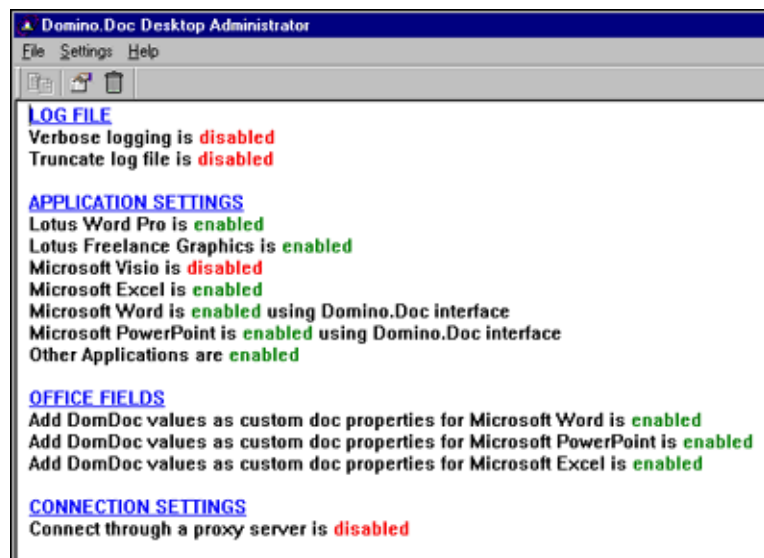 Domino.Doc Desktop Administrator
File Settings Help
LOG FILE
Verbose logging is disabled
Truncate log file is disabled
APPLICATION SETTINGS
Lotus Word Pro is enabled
Lotus Freelance Graphics is enabled
Microsoft Visio is disabled
Microsoft Excel is enabled
Microsoft Word is enabled using Domino.Doc interface
Microsoft PowerPoint is enabled using Domino.Doc interface
Other Applications are enabled
OFFICE FIELDS
Add DomDoc values as custom doc properties for Microsoft Word is enabled
Add DomDoc values as custom doc properties for Microsoft PowerPoint is enabled
Add DomDoc values as custom doc properties for Microsoft Excel is enabled
CONNECTION SETTINGS
Connect through a proxy server is disabled